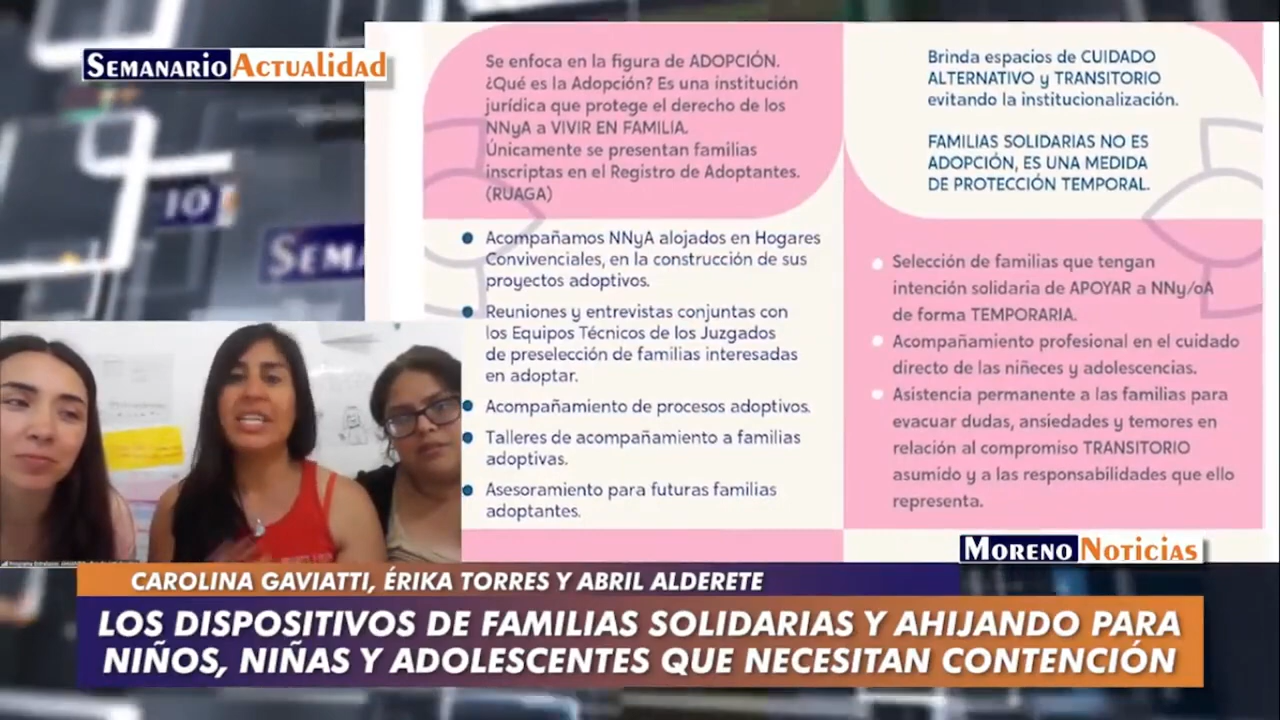 SEMANARIO ACTUALIDAD
Se enfoca en la figura de ADOPCIÓN.
¿Qué es la Adopción? Es una institución
jurídica que protege el derecho de los
NNyA a VIVIR EN FAMILIA.
Únicamente se presentan familias
inscriptas en el Registro de Adoptantes.
(RUAGA)
Acompañamos NNyA alojados en Hogares
Convivenciales, en la construcción de sus
proyectos adoptivos.
Reuniones y entrevistas conjuntas con
los Equipos Técnicos de los Juzgados
de preselección de familias interesadas
en adoptar.
Acompañamiento de procesos adoptivos.
Talleres de acompañamiento a familias
adoptivas.
Asesoramiento para futuras familias
adoptantes.
Brinda espacios de CUIDADO
ALTERNATIVO y TRANSITORIO
evitando la institucionalización.
FAMILIAS SOLIDARIAS NO ES
ADOPCIÓN, ES UNA MEDIDA
DE PROTECCIÓN TEMPORAL.
Selección de familias que tengan
intención solidaria de APOYAR a NNy/oA
de forma TEMPORARIA.
Acompañamiento profesional en el cuidado
directo de las niñeces y adolescencias.
Asistencia permanente a las familias para
evacuar dudas, ansiedades y temores en
relación al compromiso TRANSITORIO
asumido y a las responsabilidades que ello
representa.
IO
SEMA
MORENO NOTICIAS
CAROLINA GAVIATTI, ÉRIKA TORRES Y ABRIL ALDERETE
LOS DISPOSITIVOS DE FAMILIAS SOLIDARIAS Y AHIJANDO PARA
NIÑOS, NIÑAS Y ADOLESCENTES QUE NECESITAN CONTENCIÓN